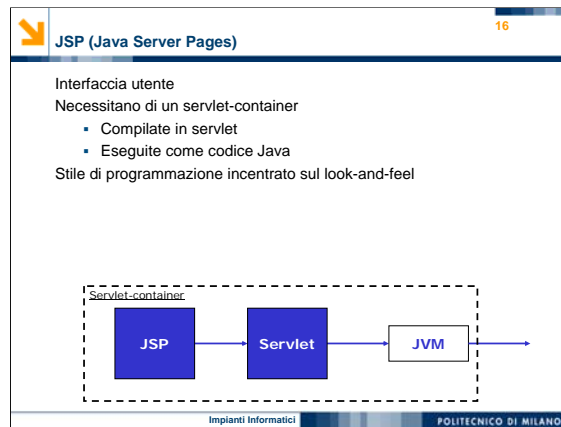 16
JSP (Java Server Pages)
Interfaccia utente
Necessitano di un servlet-container
Compilate in servlet
Eseguite come codice Java
Stile di programmazione incentrato sul look-and-feel
Servlet-container
JSP
Servlet
JVM
Impianti Informatici
POLITECNICO DI MILANO